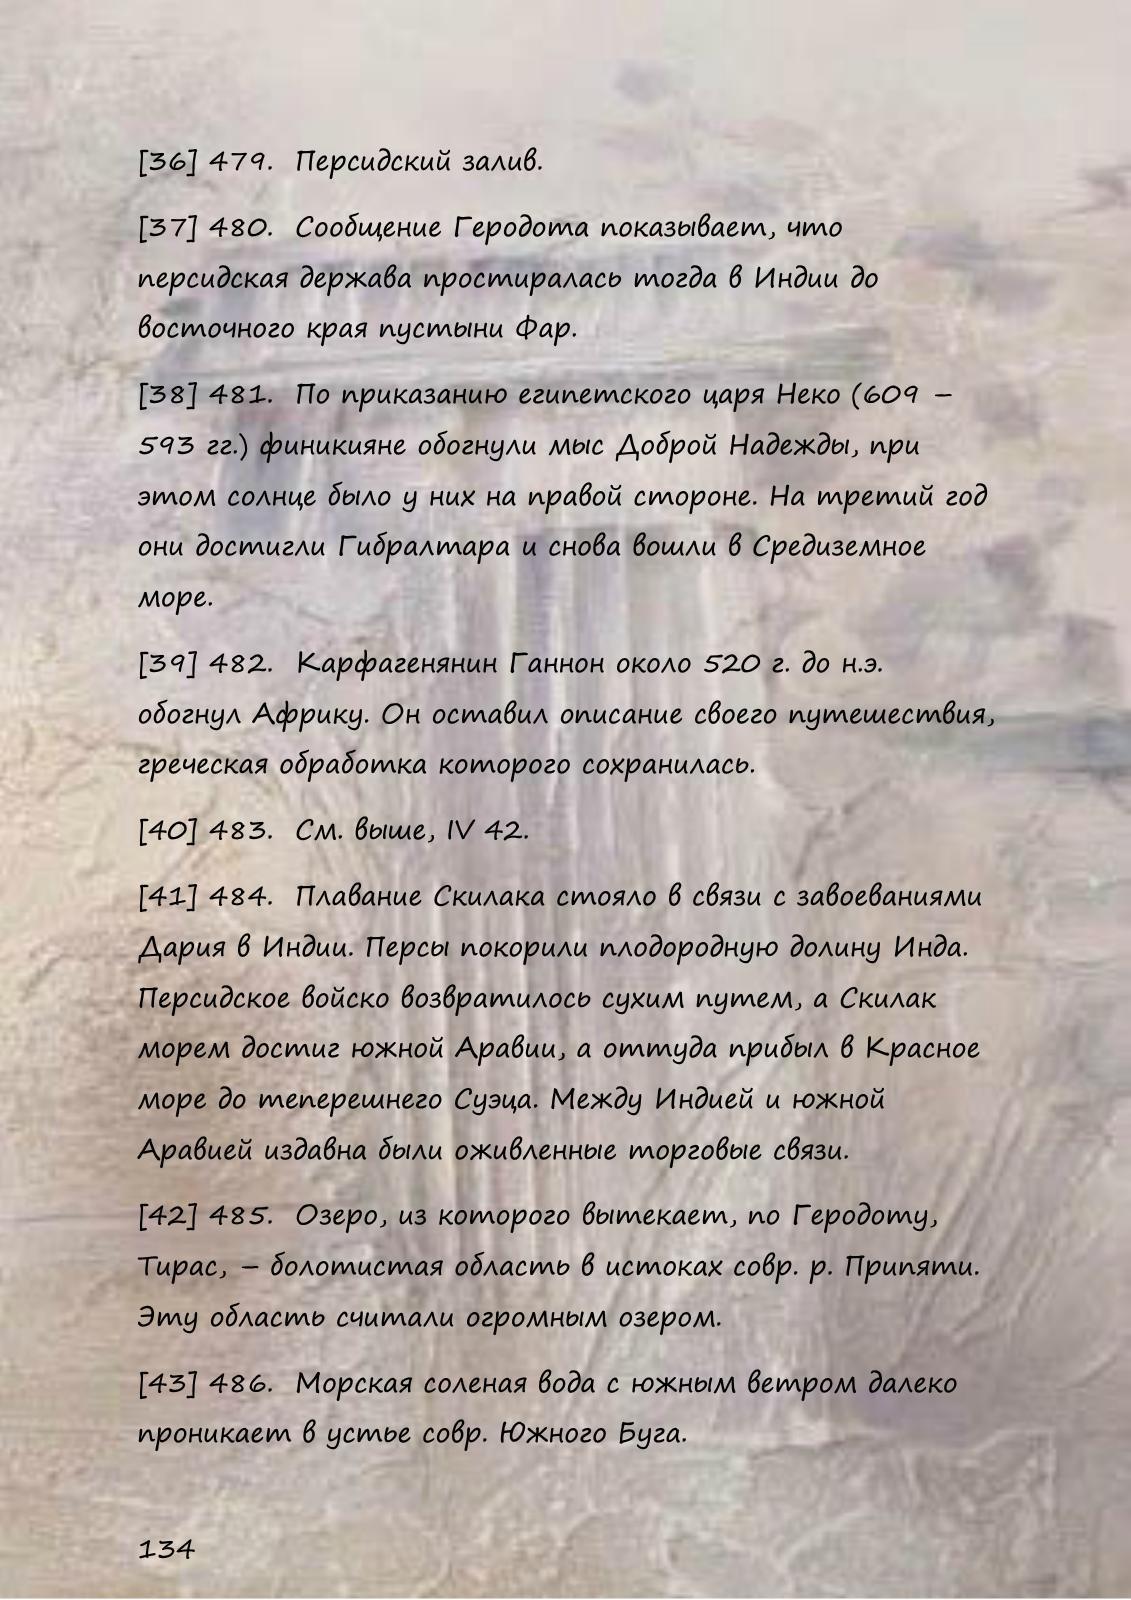 [36] 479.  Персидский залив.
[37] 480.  Сообщение Геродота показывает, что
персидская держава простиралась тогда в Индии до
восточного края пустыни Фар.
[38] 481.  По приказанию египетского царя Неко (609 –
593 гг.) финикияне обогнули мыс Доброй Надежды, при
этом солнце было у них на правой стороне. На третий год
они достигли Гибралтара и снова вошли в Средиземное
море.
[39] 482.  Карфагенянин Ганнон около 520 г. до н.э.
обогнул Африку. Он оставил описание своего путешествия,
греческая обработка которого сохранилась.
[40] 483.  См. выше, IV 42.
[41] 484.  Плавание Скилака стояло в связи с завоеваниями
Дария в Индии. Персы покорили плодородную долину Инда.
Персидское войско возвратилось сухим путем, а Скилак
морем достиг южной Аравии, а оттуда прибыл в Красное
море до теперешнего Суэца. Между Индией и южной
Аравией издавна были оживленные торговые связи.
[42] 485.  Озеро, из которого вытекает, по Геродоту,
Тирас, – болотистая область в истоках совр. р. Припяти.
Эту область считали огромным озером.
[43] 486.  Морская соленая вода с южным ветром далеко
проникает в устье совр. Южного Буга.
134